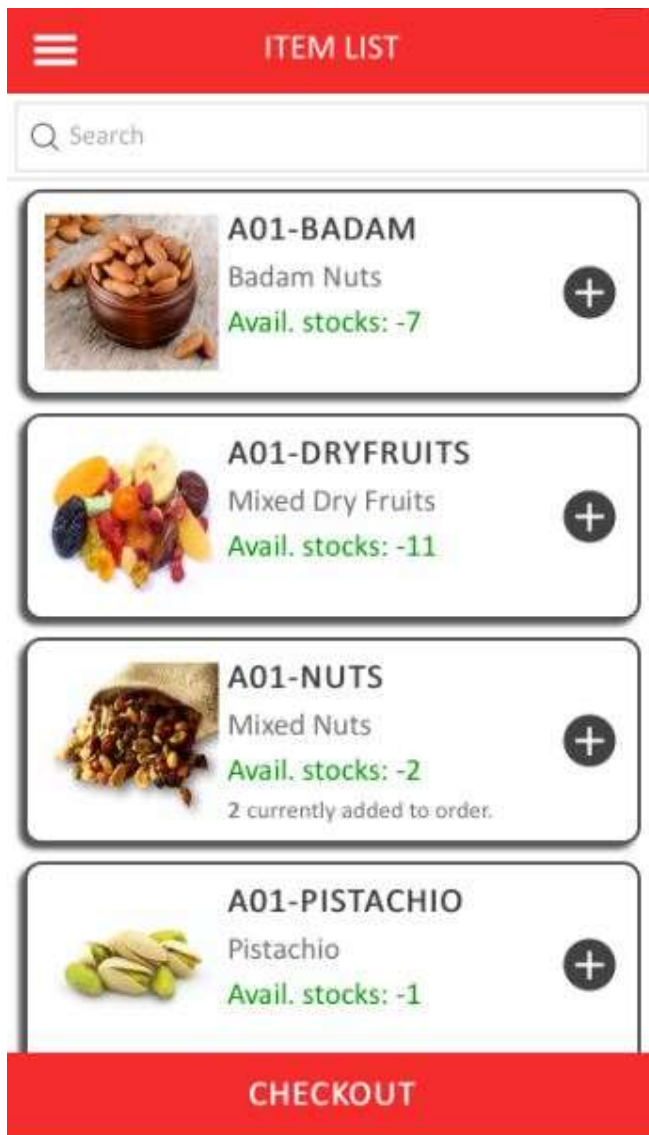 ITEM LIST
Search
A01-BADAM
Badam Nuts
Avail. stocks: -7
A01-DRYFRUITS
Mixed Dry Fruits
Avail. stocks: -11
A01-NUTS
Mixed Nuts
Avail. stocks: -2
2 currently added to order.
A01-PISTACHIO
Pistachio
Avail. stocks: -1
CHECKOUT